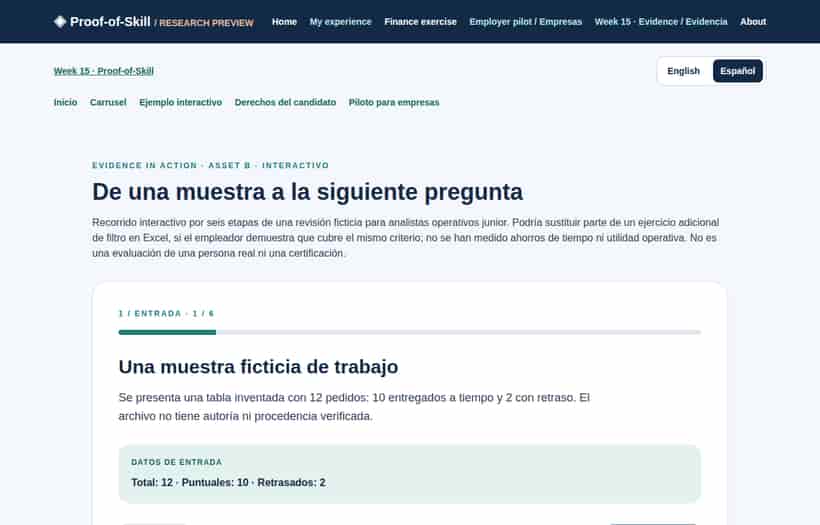 Proof-of-Skill / RESEARCH PREVIEW Home My experience Finance exercise Employer pilot / Empresas Week 15 · Evidence / Evidencia About
Week 15 · Proof-of-Skill English Español
Inicio Carrusel Ejemplo interactivo Derechos del candidato Piloto para empresas
EVIDENCE IN ACTION · ASSET B · INTERACTIVO
De una muestra a la siguiente pregunta
Recorrido interactivo por seis etapas de una revisión ficticia para analistas operativos junior. Podría sustituir parte de un ejercicio adicional
de filtro en Excel, si el empleador demuestra que cubre el mismo criterio; no se han medido ahorros de tiempo ni utilidad operativa. No es
una evaluación de una persona real ni una certificación.
1 / ENTRADA · 1 / 6
Una muestra ficticia de trabajo
Se presenta una tabla inventada con 12 pedidos: 10 entregados a tiempo y 2 con retraso. El
archivo no tiene autoría ni procedencia verificada.
DATOS DE ENTRADA
Total: 12 · Puntuales: 10 · Retrasados: 2